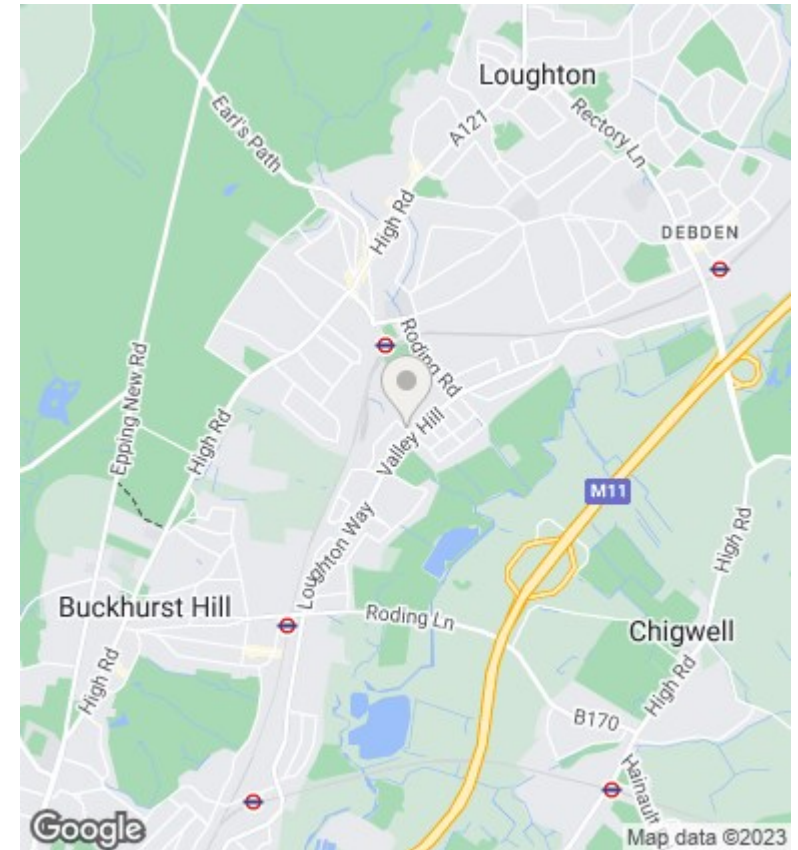 Loughton
A121
Rectory Ln
Earl's Path
High Rd
DEBDEN
Roding Rd
Epping New Rd
High Rd
Valley Hill
M11
Loughton Way
High Rd
Buckhurst Hill
Roding Ln
Chigwell
High Rd
High Rd
B170
Hainault
Google
Map data ©2023